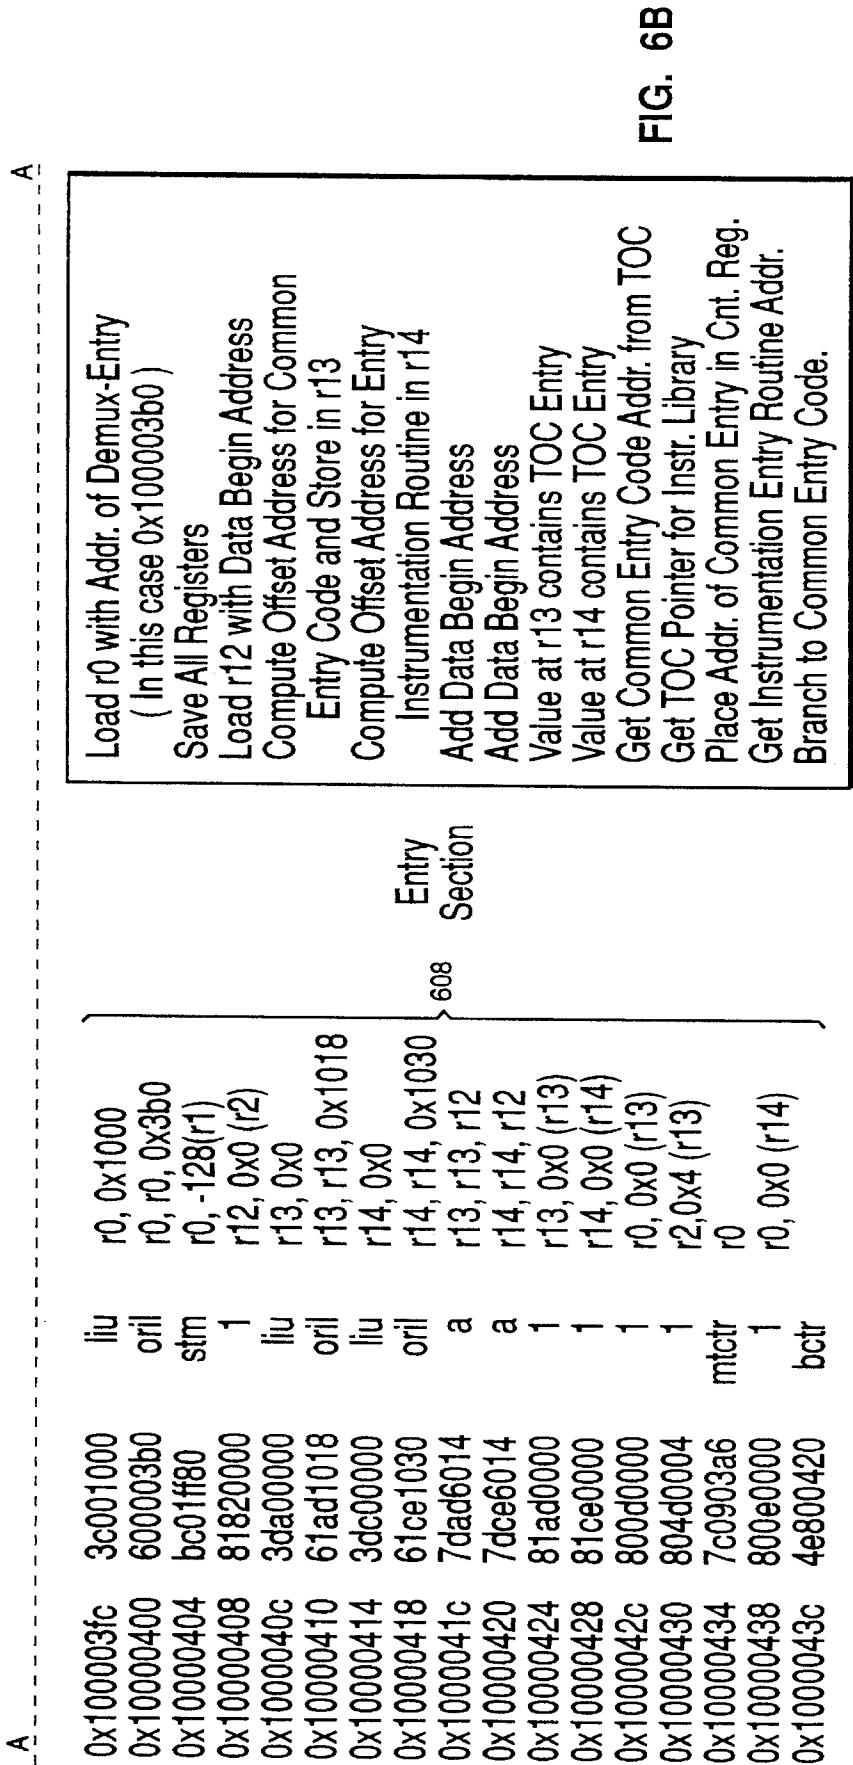 A A
0x100003fc 3c001000 liu r0, 0x1000
0x10000400 600003b0 oril r0, r0, 0x3b0
0x10000404 bc01ff80 stm r0, -128(r1)
0x10000408 81820000 1 r12, 0x0 (r2)
0x1000040c 3da00000 liu r13, 0x0
0x10000410 61ad1018 oril r13, r13, 0x1018
0x10000414 3dc00000 liu r14, 0x0
0x10000418 61ce1030 oril r14, r14, 0x1030
0x1000041c 7dad6014 a r13, r13, r12
0x10000420 7dce6014 a r14, r14, r12
0x10000424 81ad0000 1 r13, 0x0 (r13)
0x10000428 81ce0000 1 r14, 0x0 (r14)
0x1000042c 800d0000 1 r0, 0x0 (r13)
0x10000430 804d0004 1 r2,0x4 (r13)
0x10000434 7c0903a6 mtctr r0
0x10000438 800e0000 1 r0, 0x0 (r14)
0x1000043c 4e800420 bctr
608
Entry
Section
Load r0 with Addr. of Demux-Entry
( In this case 0x100003b0 )
Save All Registers
Load r12 with Data Begin Address
Compute Offset Address for Common
Entry Code and Store in r13
Compute Offset Address for Entry
Instrumentation Routine in r14
Add Data Begin Address
Add Data Begin Address
Value at r13 contains TOC Entry
Value at r14 contains TOC Entry
Get Common Entry Code Addr. from TOC
Get TOC Pointer for Instr. Library
Place Addr. of Common Entry in Cnt. Reg.
Get Instrumentation Entry Routine Addr.
Branch to Common Entry Code.
FIG. 6B